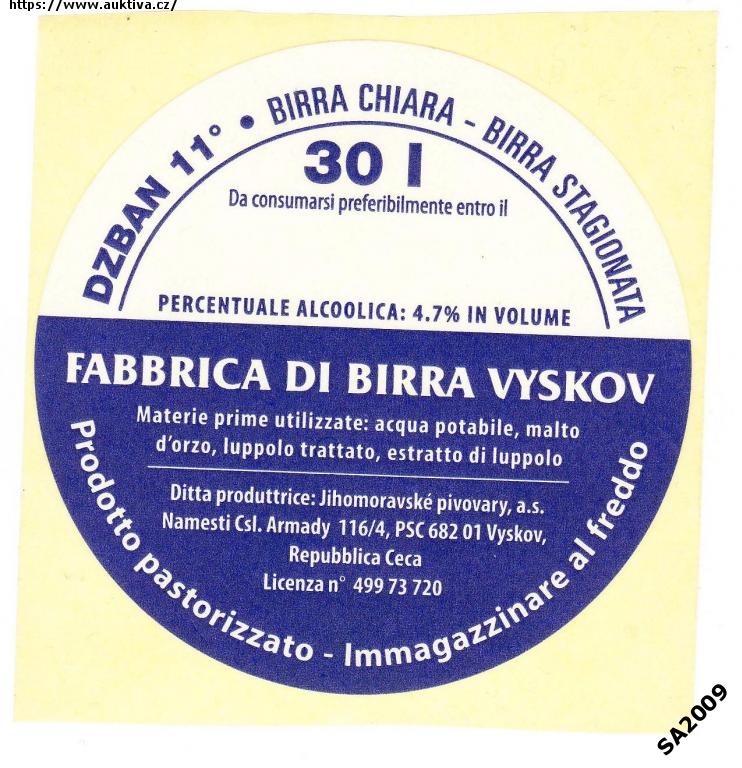 https://www.auktiva.cz/
DZBAN 11° • BIRRA CHIARA - BIRRA STAGIONATA
30 l
Da consumarsi preferibilmente entro il
PERCENTUALE ALCOOLICA: 4.7% IN VOLUME
FABBRICA DI BIRRA VYSKOV
Materie prime utilizzate: acqua potabile, malto
d'orzo, luppolo trattato, estratto di luppolo
Ditta produttrice: Jihomoravské pivovary, a.s.
Namesti Csl. Armady 116/4, PSC 682 01 Vyskov,
Repubblica Ceca
Licenza n° 499 73 720
Prodotto pastorizzato - Immagazzinare al freddo
SA2009